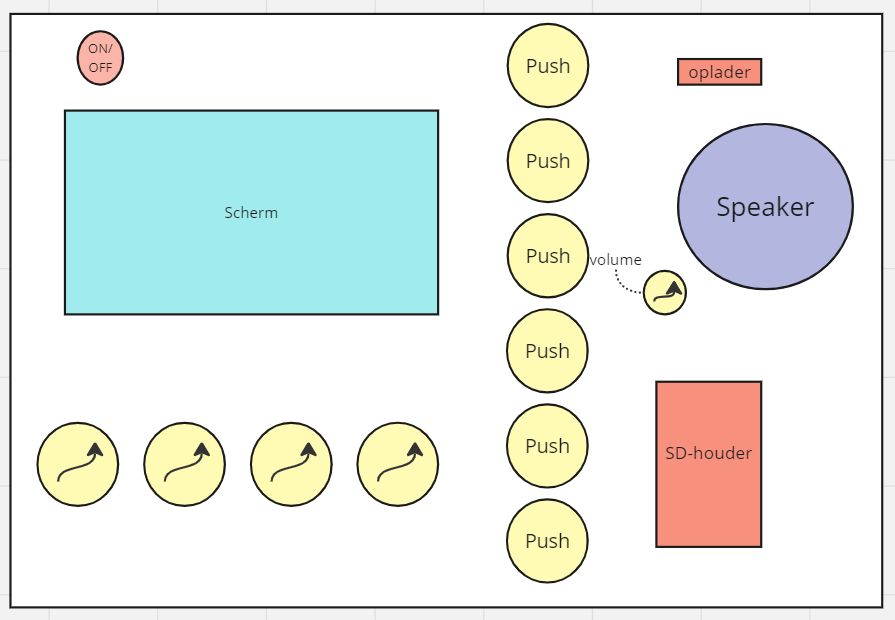 ON/
OFF
Scherm
Push
Push
Push
Push
Push
Push
oplader
Speaker
volume
SD-houder